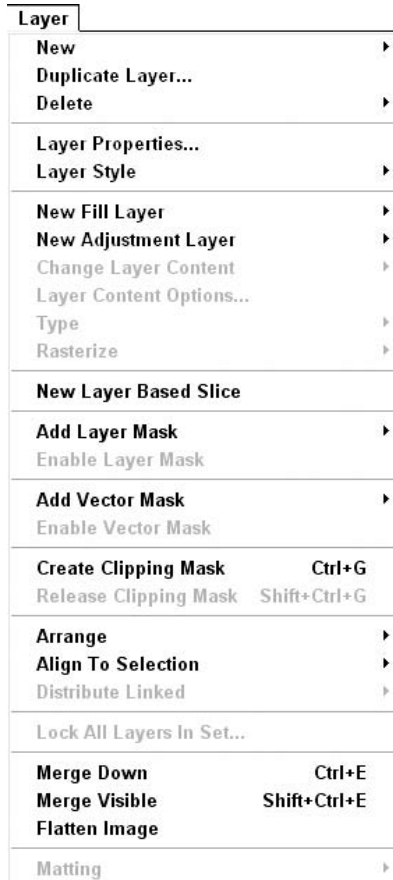 Layer
New
Duplicate Layer...
Delete
Layer Properties...
Layer Style
New Fill Layer
New Adjustment Layer
Change Layer Content
Layer Content Options...
Type
Rasterize
New Layer Based Slice
Add Layer Mask
Enable Layer Mask
Add Vector Mask
Enable Vector Mask
Create Clipping Mask Ctrl+G
Release Clipping Mask Shift+Ctrl+G
Arrange
Align To Selection
Distribute Linked
Lock All Layers In Set...
Merge Down Ctrl+E
Merge Visible Shift+Ctrl+E
Flatten Image
Matting